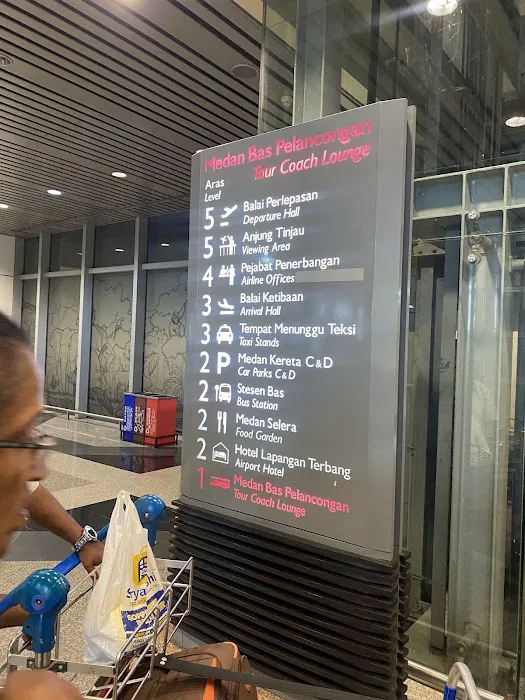 Medan Bas Pelancongan
Tour Coach Lounge
Aras
Level
5 Balai Perlepasan
Departure Hall
5 Anjung Tinjau
Viewing Area
4 Pejabat Penerbangan
Airline Offices
3 Balai Ketibaan
Arrival Hall
3 Tempat Menunggu Teksi
Taxi Stands
2 P Medan Kereta C & D
Car Parks C & D
2 Stesen Bas
Bus Station
2 Medan Selera
Food Garden
2 Hotel Lapangan Terbang
Airport Hotel
1 Medan Bas Pelancongan
Tour Coach Lounge